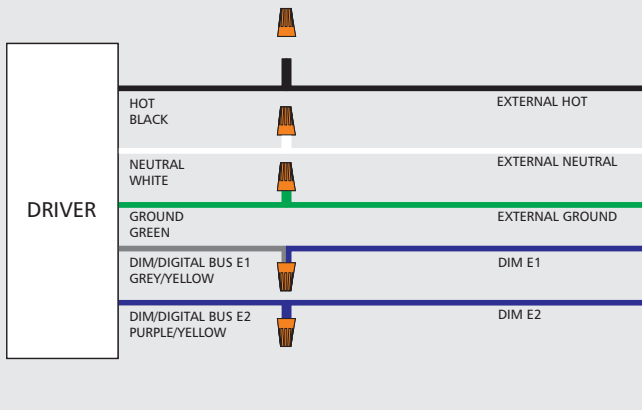 HOT
BLACK
EXTERNAL HOT
NEUTRAL
WHITE
EXTERNAL NEUTRAL
DRIVER
GROUND
GREEN
EXTERNAL GROUND
DIM/DIGITAL BUS E1
GREY/YELLOW
DIM E1
DIM/DIGITAL BUS E2
PURPLE/YELLOW
DIM E2